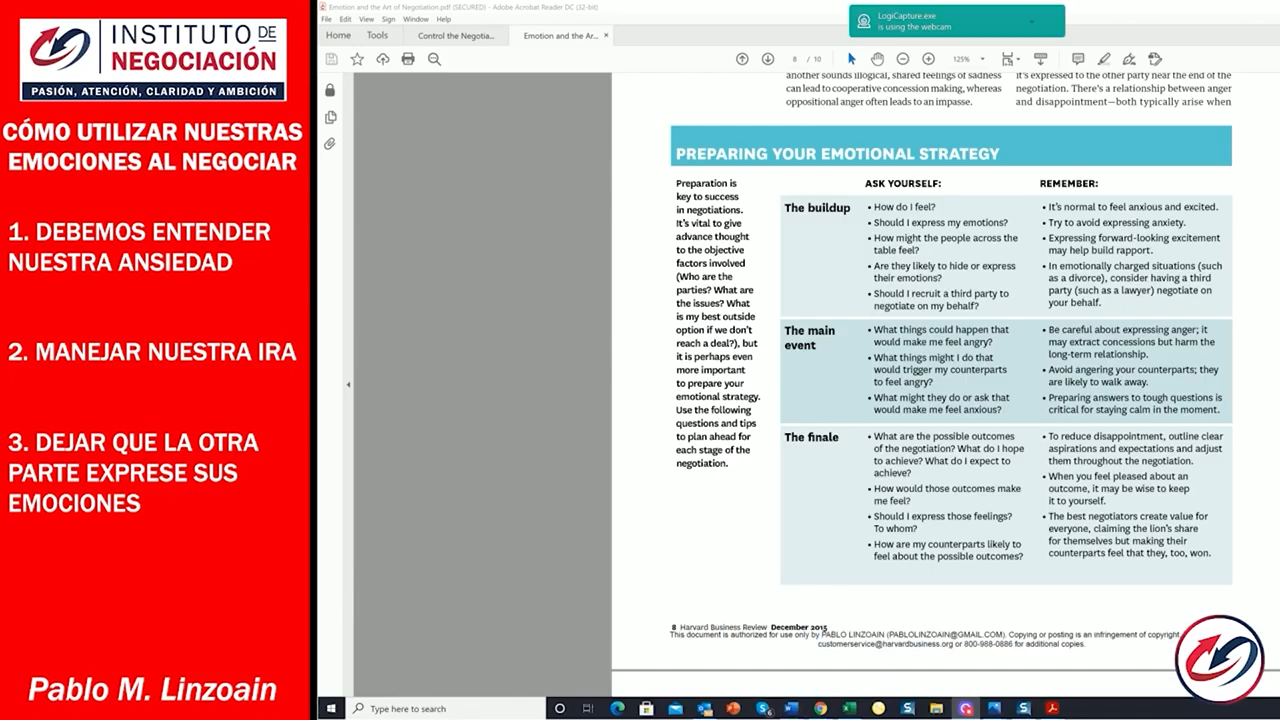 INSTITUTO DE
NEGOCIACIÓN
PASIÓN, ATENCIÓN, CLARIDAD Y AMBICIÓN
CÓMO UTILIZAR NUESTRAS
EMOCIONES AL NEGOCIAR
1. DEBEMOS ENTENDER
NUESTRA ANSIEDAD
2. MANEJAR NUESTRA IRA
3. DEJAR QUE LA OTRA
PARTE EXPRESE SUS
EMOCIONES
Pablo M. Linzoain
Emotion and the Art of Negotiation.pdf (SECURED) - Adobe Acrobat Reader DC (32-bit)
File Edit View Sign Window Help
Home Tools Control the Negotia... Emotion and the Ar... ×
LogiCapture.exe
is using the webcam
8 / 10 125%
another sounds illogical, shared feelings of sadness
can lead to cooperative concession making, whereas
oppositional anger often leads to an impasse.
it's expressed to the other party near the end of the
negotiation. There's a relationship between anger
and disappointment—both typically arise when
PREPARING YOUR EMOTIONAL STRATEGY
Preparation is
key to success
in negotiations.
It's vital to give
advance thought
to the objective
factors involved
(Who are the
parties? What are
the issues? What
is my best outside
option if we don't
reach a deal?), but
it is perhaps even
more important
to prepare your
emotional strategy.
Use the following
questions and tips
to plan ahead for
each stage of the
negotiation.
ASK YOURSELF:
REMEMBER:
The buildup
• How do I feel?
• Should I express my emotions?
• How might the people across the
table feel?
• Are they likely to hide or express
their emotions?
• Should I recruit a third party to
negotiate on my behalf?
• It's normal to feel anxious and excited.
• Try to avoid expressing anxiety.
• Expressing forward-looking excitement
may help build rapport.
• In emotionally charged situations (such
as a divorce), consider having a third
party (such as a lawyer) negotiate on
your behalf.
The main
event
• What things could happen that
would make me feel angry?
• What things might I do that
would trigger my counterparts
to feel angry?
• What might they do or ask that
would make me feel anxious?
• Be careful about expressing anger; it
may extract concessions but harm the
long-term relationship.
• Avoid angering your counterparts; they
are likely to walk away.
• Preparing answers to tough questions is
critical for staying calm in the moment.
The finale
• What are the possible outcomes
of the negotiation? What do I hope
to achieve? What do I expect to
achieve?
• How would those outcomes make
me feel?
• Should I express those feelings?
To whom?
• How are my counterparts likely to
feel about the possible outcomes?
• To reduce disappointment, outline clear
aspirations and expectations and adjust
them throughout the negotiation.
• When you feel pleased about an
outcome, it may be wise to keep
it to yourself.
• The best negotiators create value for
everyone, claiming the lion's share
for themselves but making their
counterparts feel that they, too, won.
8 Harvard Business Review December 2015
This document is authorized for use only by PABLO LINZOAIN (PABLOLINZOAIN@GMAIL.COM). Copying or posting is an infringement of copyright
customerservice@harvardbusiness.org or 800-988-0886 for additional copies.
Type here to search